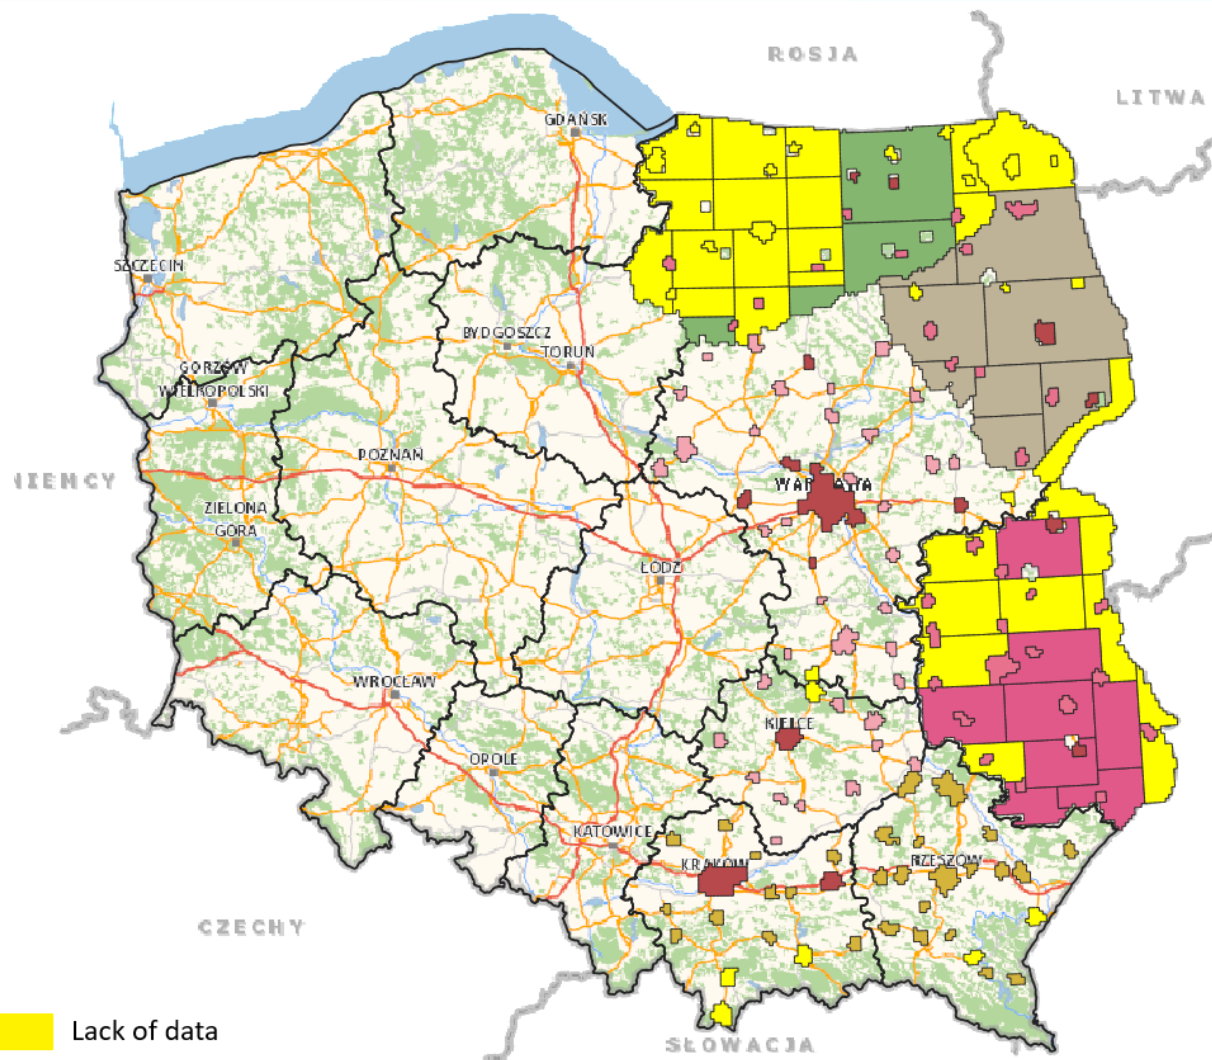 ROSJA
LITWA
GDAŃSK
SZCZECIN
BYDGOSZCZ
TORUŃ
GORZÓW
WIELKOPOLSKI
POZNAŃ
NIEMCY
WARSZAWA
ZIELONA
GÓRA
ŁÓDŹ
WROCŁAW
KIELCE
OPOLE
KATOWICE
KRAKÓW
RZESZÓW
CZECHY
Lack of data
SŁOWACJA